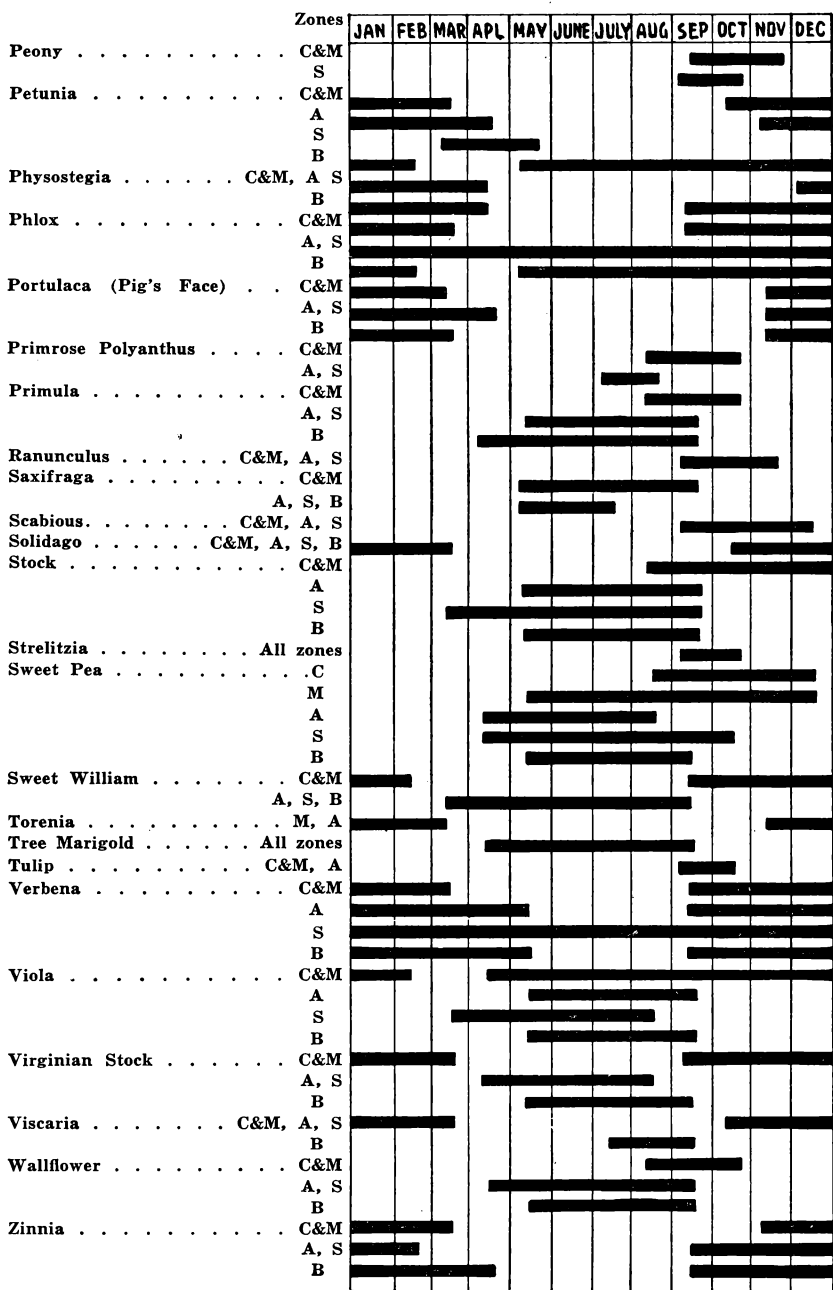 Zones JAN FEB MAR APL MAY JUNE JULY AUG SEP OCT NOV DEC
Peony . . . . . . . . . . C&M
S
Petunia . . . . . . . . . C&M
A
S
B
Physostegia . . . . . . C&M, A S
B
Phlox . . . . . . . . . . C&M
A, S
B
Portulaca (Pig's Face) . . C&M
A, S
B
Primrose Polyanthus . . . . C&M
A, S
Primula . . . . . . . . . C&M
A, S
B
Ranunculus . . . . . . C&M, A, S
Saxifraga . . . . . . . . . C&M
A, S, B
Scabious. . . . . . . . C&M, A, S
Solidago . . . . . . C&M, A, S, B
Stock . . . . . . . . . . . C&M
A
S
B
Strelitzia . . . . . . . . All zones
Sweet Pea . . . . . . . . . . C
M
A
S
B
Sweet William . . . . . . . C&M
A, S, B
Torenia . . . . . . . . . . M, A
Tree Marigold . . . . . All zones
Tulip . . . . . . . . . C&M, A
Verbena . . . . . . . . . C&M
A
S
B
Viola . . . . . . . . . . C&M
A
S
B
Virginian Stock . . . . . . C&M
A, S
B
Viscaria . . . . . . . C&M, A, S
B
Wallflower . . . . . . . . . C&M
A, S
B
Zinnia . . . . . . . . . . C&M
A, S
B